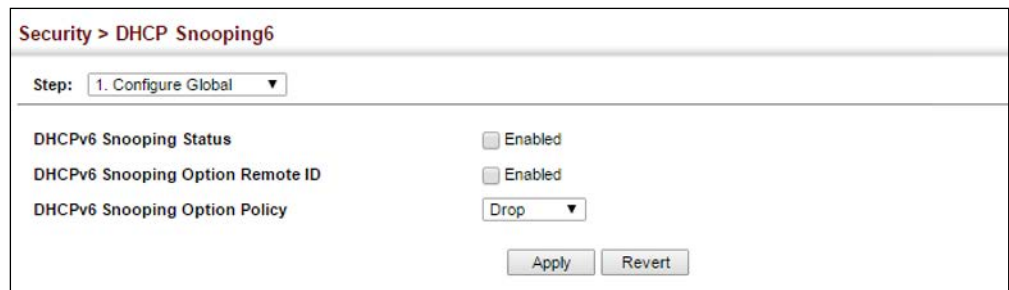 Security > DHCP Snooping6
Step: 1. Configure Global
DHCPv6 Snooping Status Enabled
DHCPv6 Snooping Option Remote ID Enabled
DHCPv6 Snooping Option Policy Drop
Apply Revert